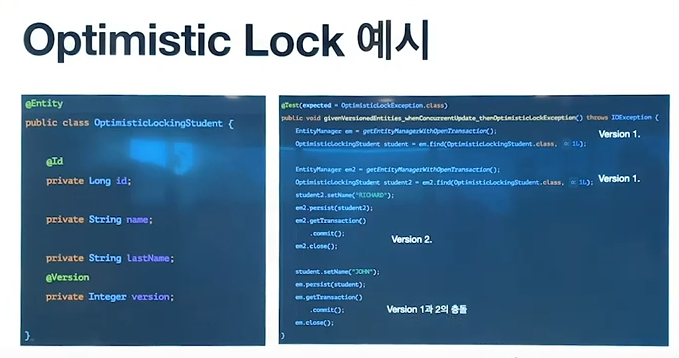 Optimistic Lock 예시
@Entity
public class OptimisticLockingStudent {
@Id
private Long id;
private String name;
private String lastName;
@Version
private Integer version;
}
@Test(expected = OptimisticLockException.class)
public void givenVersionedEntities_whenConcurrentUpdate_thenOptimisticLockException() throws IOException {
EntityManager em = getEntityManagerWithOpenTransaction();
Version 1.
OptimisticLockingStudent student = em.find(OptimisticLockingStudent.class, 1L);
EntityManager em2 = getEntityManagerWithOpenTransaction();
Version 1.
OptimisticLockingStudent student2 = em2.find(OptimisticLockingStudent.class, 1L);
student2.setName("RICHARD");
em2.persist(student2);
em2.getTransaction()
.commit();
Version 2.
em2.close();
student.setName("JOHN");
em.persist(student);
em.getTransaction()
.commit();
Version 1과 2의 충돌
em.close();
}